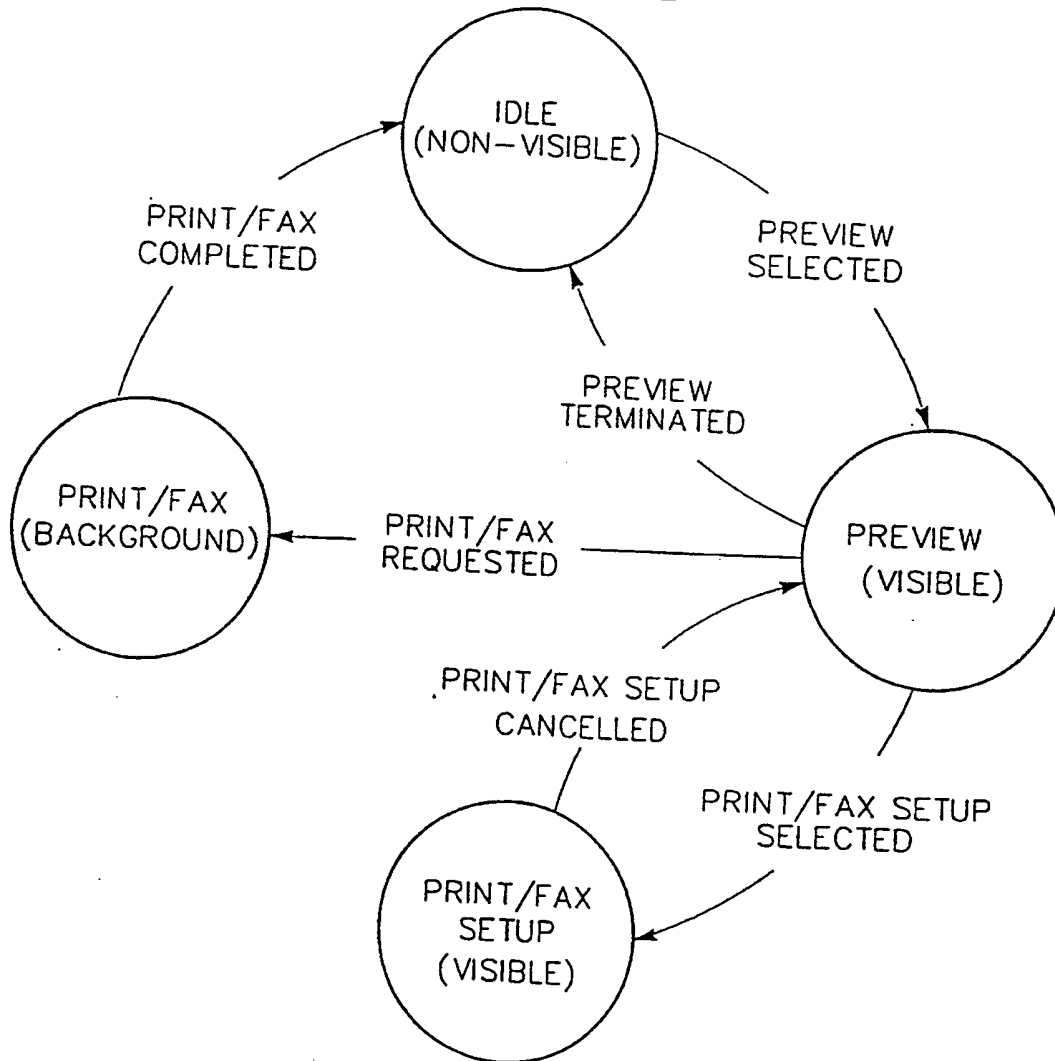 IDLE
(NON-VISIBLE)
PRINT/FAX
COMPLETED
PREVIEW
SELECTED
PREVIEW
TERMINATED
PRINT/FAX
(BACKGROUND)
PRINT/FAX
REQUESTED
PREVIEW
(VISIBLE)
PRINT/FAX SETUP
CANCELLED
PRINT/FAX SETUP
SELECTED
PRINT/FAX
SETUP
(VISIBLE)